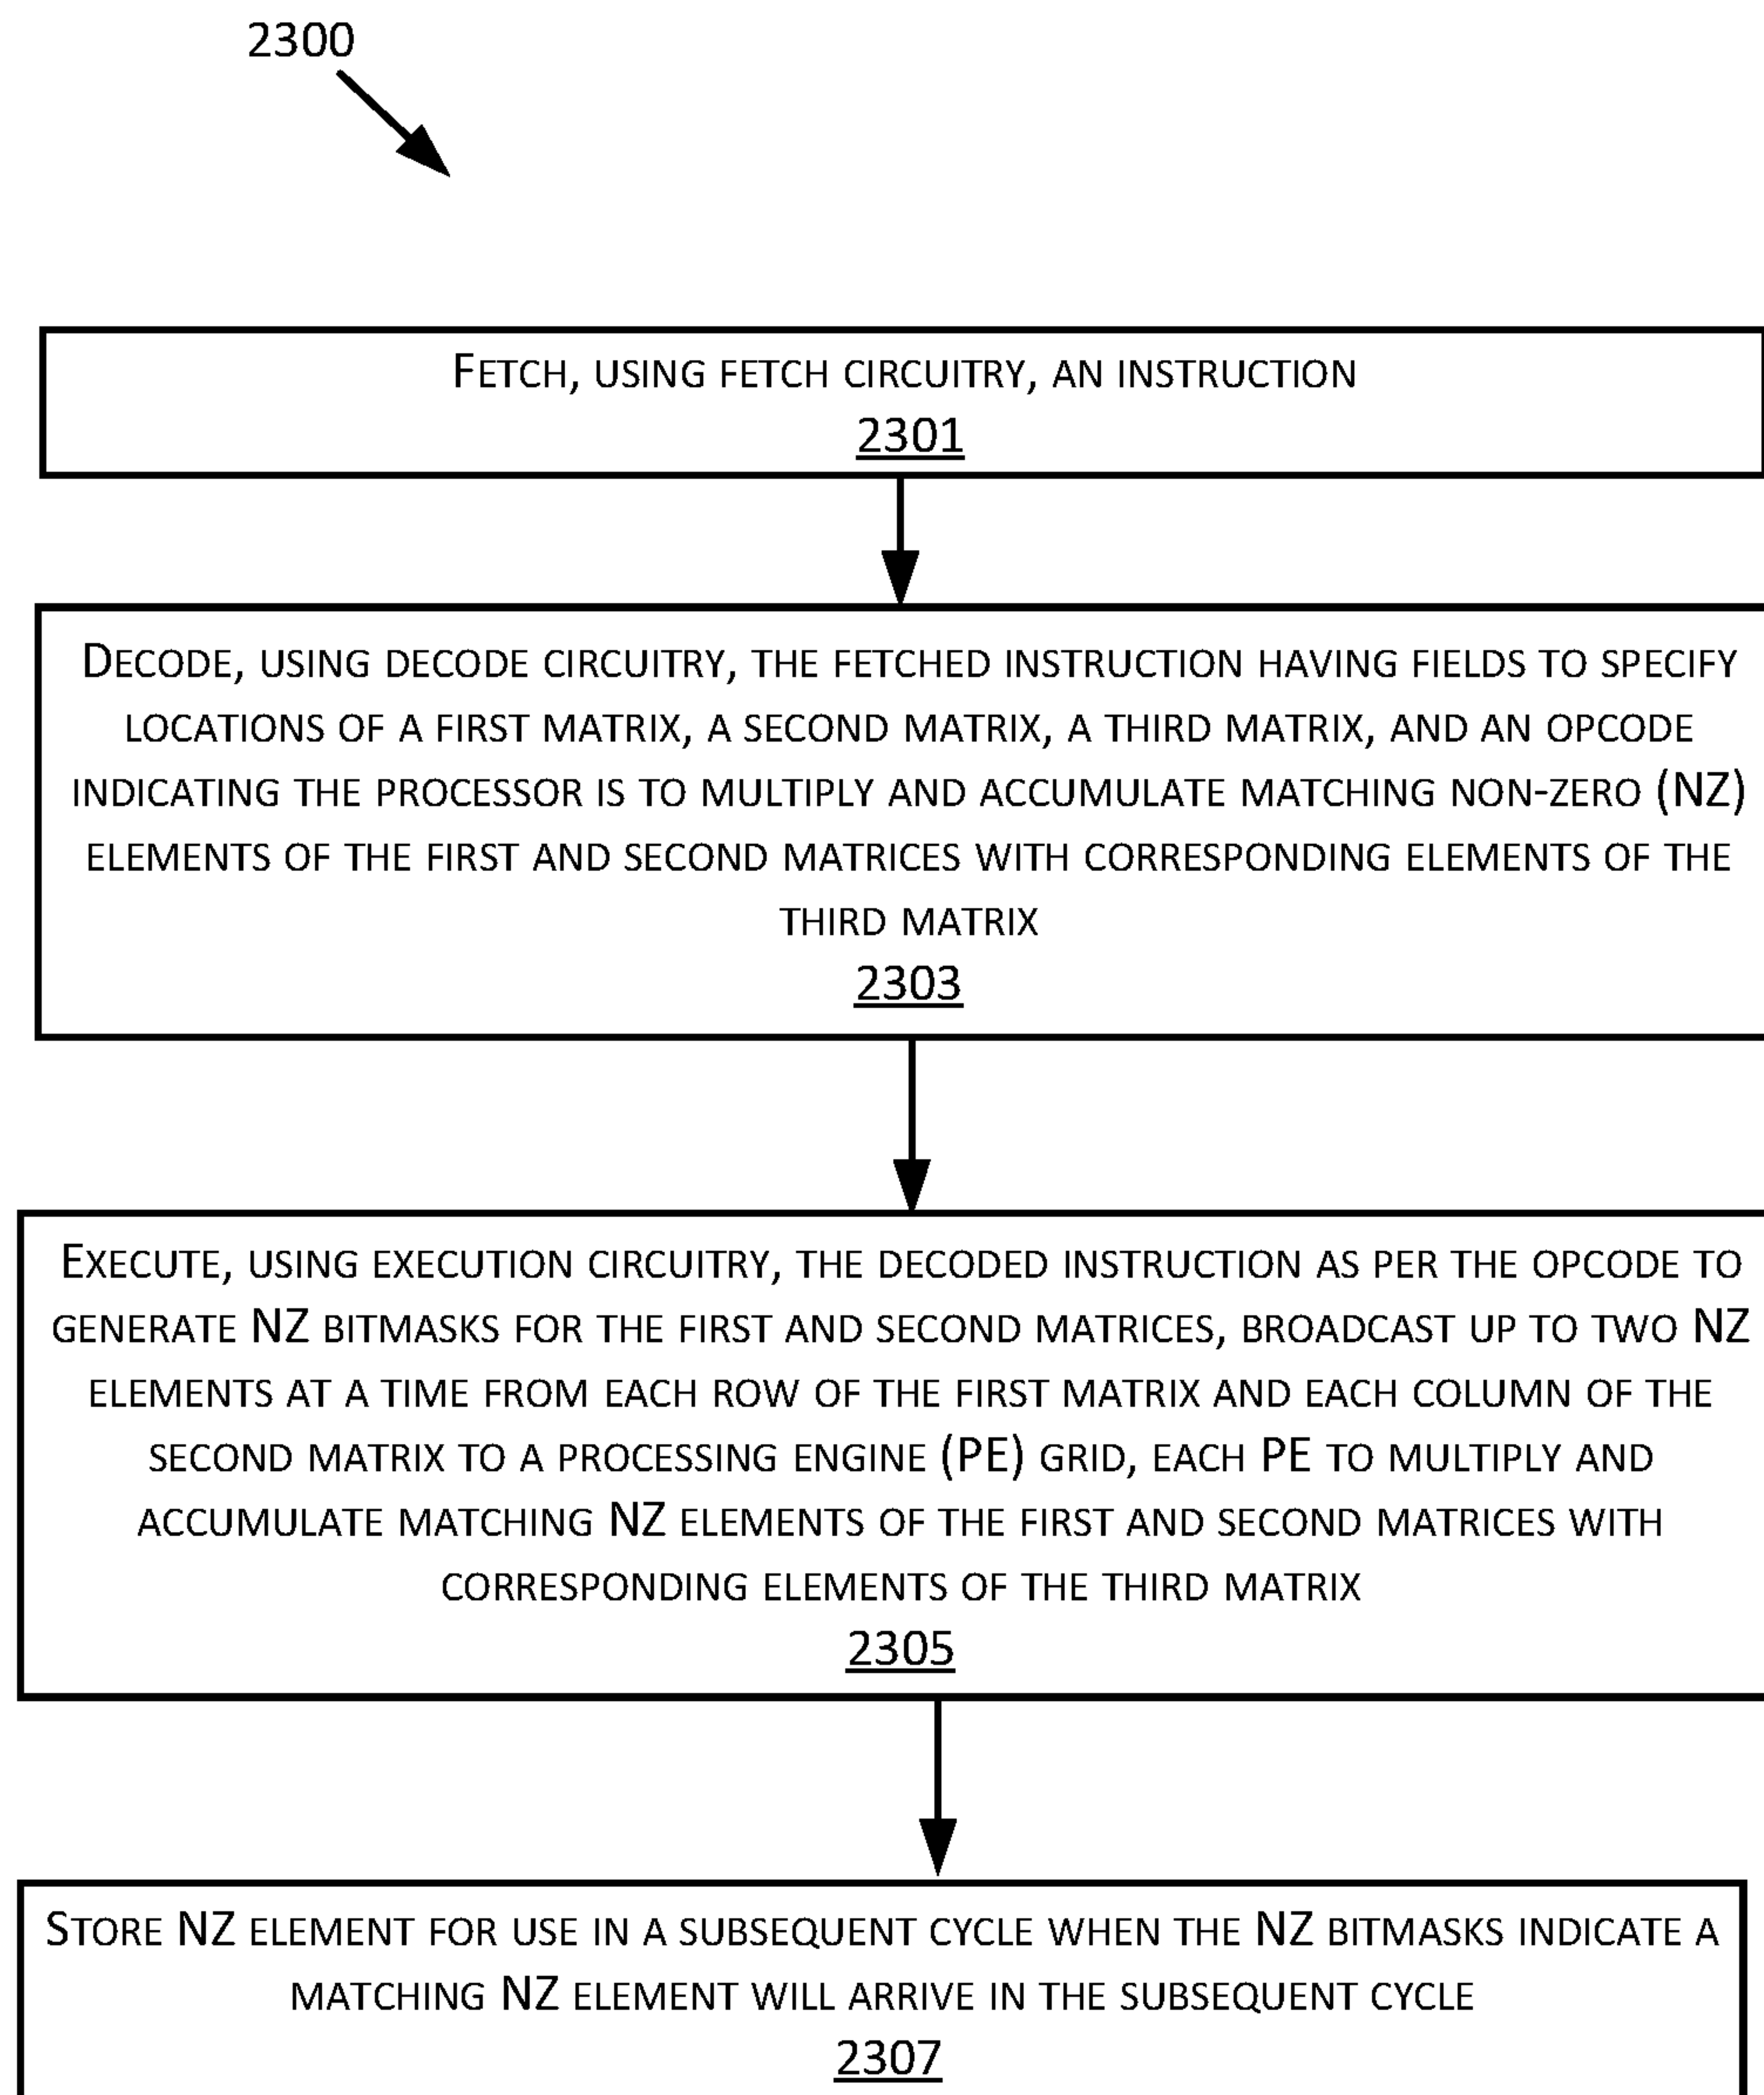 2300
FETCH, USING FETCH CIRCUITRY, AN INSTRUCTION
2301
DECODE, USING DECODE CIRCUITRY, THE FETCHED INSTRUCTION HAVING FIELDS TO SPECIFY
LOCATIONS OF A FIRST MATRIX, A SECOND MATRIX, A THIRD MATRIX, AND AN OPCODE
INDICATING THE PROCESSOR IS TO MULTIPLY AND ACCUMULATE MATCHING NON-ZERO (NZ)
ELEMENTS OF THE FIRST AND SECOND MATRICES WITH CORRESPONDING ELEMENTS OF THE
THIRD MATRIX
2303
EXECUTE, USING EXECUTION CIRCUITRY, THE DECODED INSTRUCTION AS PER THE OPCODE TO
GENERATE NZ BITMASKS FOR THE FIRST AND SECOND MATRICES, BROADCAST UP TO TWO NZ
ELEMENTS AT A TIME FROM EACH ROW OF THE FIRST MATRIX AND EACH COLUMN OF THE
SECOND MATRIX TO A PROCESSING ENGINE (PE) GRID, EACH PE TO MULTIPLY AND
ACCUMULATE MATCHING NZ ELEMENTS OF THE FIRST AND SECOND MATRICES WITH
CORRESPONDING ELEMENTS OF THE THIRD MATRIX
2305
STORE NZ ELEMENT FOR USE IN A SUBSEQUENT CYCLE WHEN THE NZ BITMASKS INDICATE A
MATCHING NZ ELEMENT WILL ARRIVE IN THE SUBSEQUENT CYCLE
2307